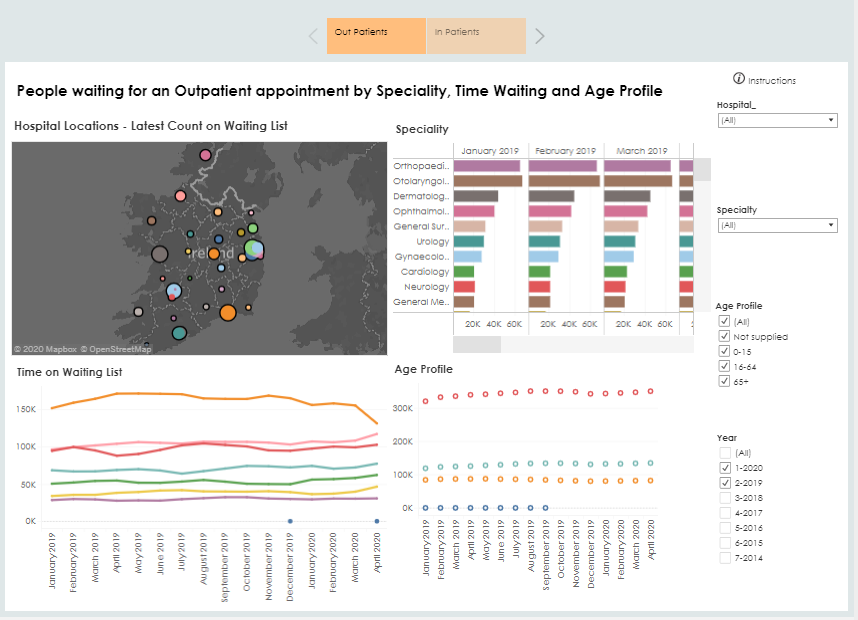 Out Patients
In Patients
Instructions
People waiting for an Outpatient appointment by Speciality, Time Waiting and Age Profile
Hospital_
(All)
Hospital Locations - Latest Count on Waiting List
Speciality
January 2019 February 2019 March 2019
Orthopaedi..
Otolaryngol..
Dermatolog..
Ophthalmol..
General Sur..
Urology
Gynaecolo..
Cardiology
Neurology
General Me..
20K 40K 60K 20K 40K 60K 20K 40K 60K
Ireland
© 2020 Mapbox © OpenStreetMap
Specialty
(All)
Age Profile
(All)
Not supplied
0-15
16-64
65+
Time on Waiting List
150K
100K
50K
0K
January 2019
February 2019
March 2019
April 2019
May 2019
June 2019
July 2019
August 2019
September 2019
October 2019
November 2019
December 2019
January 2020
February 2020
March 2020
April 2020
Age Profile
300K
200K
100K
0K
January 2019
February 2019
March 2019
April 2019
May 2019
June 2019
July 2019
August 2019
September 2019
October 2019
November 2019
December 2019
January 2020
February 2020
March 2020
April 2020
Year
(All)
1-2020
2-2019
3-2018
4-2017
5-2016
6-2015
7-2014